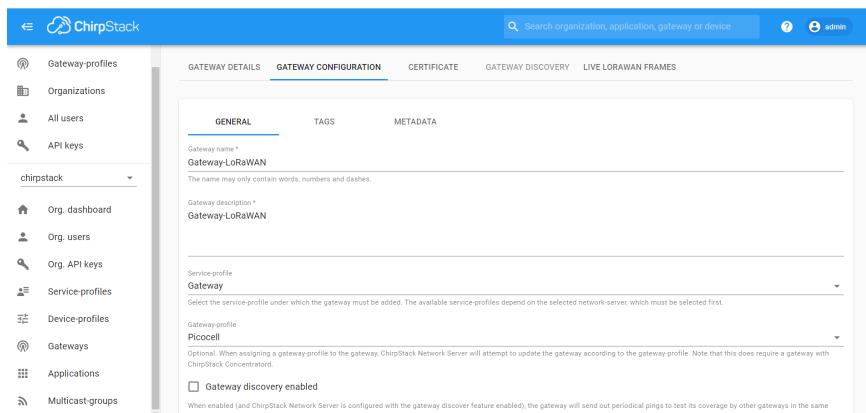 ChirpStack
Search organization, application, gateway or device
?
admin
Gateway-profiles
Organizations
All users
API keys
chirpstack
Org. dashboard
Org. users
Org. API keys
Service-profiles
Device-profiles
Gateways
Applications
Multicast-groups
GATEWAY DETAILS GATEWAY CONFIGURATION CERTIFICATE GATEWAY DISCOVERY LIVE LORAWAN FRAMES
GENERAL TAGS METADATA
Gateway name *
Gateway-LoRaWAN
The name may only contain words, numbers and dashes.
Gateway description *
Gateway-LoRaWAN
Service-profile
Gateway
Select the service-profile under which the gateway must be added. The available service-profiles depend on the selected network-server, which must be selected first.
Gateway-profile
Picocell
Optional. When assigning a gateway-profile to the gateway, ChirpStack Network Server will attempt to update the gateway according to the gateway-profile. Note that this does require a gateway with
ChirpStack Concentratord.
Gateway discovery enabled
When enabled (and ChirpStack Network Server is configured with the gateway discover feature enabled), the gateway will send out periodical pings to test its coverage by other gateways in the same